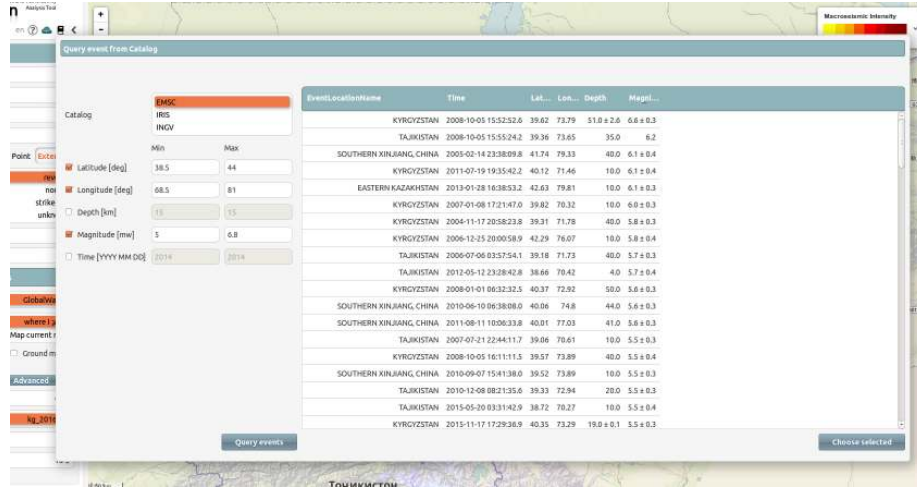 Analysis Tool
en
+
-
Macroseismic Intensity
Query event from Catalog
Catalog
EMSC
IRIS
INGV
Min Max
Latitude [deg] 38.5 44
Longitude [deg] 68.5 81
Depth [km] 15 15
Magnitude [mw] 5 6.8
Time [YYYY MM DD] 2014 2014
Query events
EventLocationName Time Lat... Lon... Depth Magni...
KYRGYZSTAN 2008-10-05 15:52:52.6 39.62 73.79 51.0 ± 2.6 6.6 ± 0.3
TAJIKISTAN 2008-10-05 15:55:24.2 39.36 73.65 35.0 6.2
SOUTHERN XINJIANG, CHINA 2005-02-14 23:38:09.8 41.74 79.33 40.0 6.1 ± 0.4
KYRGYZSTAN 2011-07-19 19:35:42.2 40.12 71.46 10.0 6.1 ± 0.4
EASTERN KAZAKHSTAN 2013-01-28 16:38:53.2 42.63 79.81 10.0 6.1 ± 0.3
KYRGYZSTAN 2007-01-08 17:21:47.0 39.82 70.32 10.0 6.0 ± 0.3
KYRGYZSTAN 2004-11-17 20:58:23.8 39.31 71.78 40.0 5.8 ± 0.3
KYRGYZSTAN 2006-12-25 20:00:58.9 42.29 76.07 10.0 5.8 ± 0.4
TAJIKISTAN 2006-07-06 03:57:54.1 39.18 71.73 40.0 5.7 ± 0.3
TAJIKISTAN 2012-05-12 23:28:42.8 38.66 70.42 4.0 5.7 ± 0.4
KYRGYZSTAN 2008-01-01 06:32:32.5 40.37 72.92 50.0 5.6 ± 0.3
SOUTHERN XINJIANG, CHINA 2010-06-10 06:38:08.0 40.06 74.8 44.0 5.6 ± 0.3
SOUTHERN XINJIANG, CHINA 2011-08-11 10:06:33.8 40.01 77.03 41.0 5.6 ± 0.3
TAJIKISTAN 2007-07-21 22:44:11.7 39.06 70.61 10.0 5.5 ± 0.3
KYRGYZSTAN 2008-10-05 16:11:11.5 39.57 73.89 40.0 5.5 ± 0.4
SOUTHERN XINJIANG, CHINA 2010-09-07 15:41:38.0 39.52 73.89 10.0 5.5 ± 0.3
TAJIKISTAN 2010-12-08 08:21:35.6 39.33 72.94 20.0 5.5 ± 0.3
TAJIKISTAN 2015-05-20 03:31:42.9 38.72 70.27 10.0 5.5 ± 0.4
KYRGYZSTAN 2015-11-17 17:29:36.9 40.35 73.29 19.0 ± 0.1 5.5 ± 0.3
Choose selected
Point Exte
rev
no
strike
unkn
GlobalWa
where I
Map current
Ground m
Advanced
kg_2016
Тоҷикистон